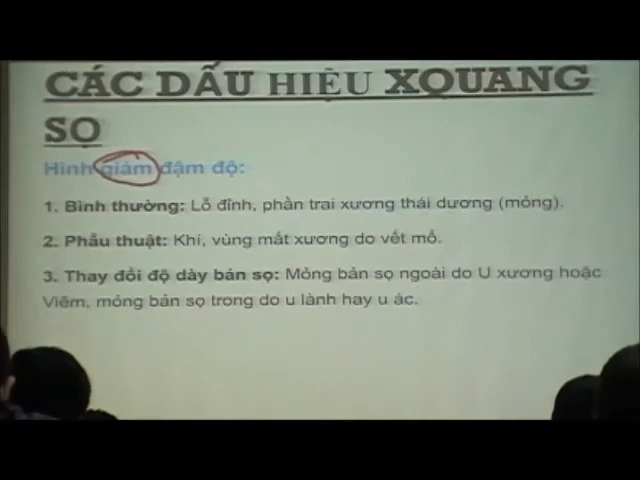 CÁC DẤU HIỆU XQUANG
SỌ
Hình giảm đậm độ:
1. Bình thường: Lỗ đỉnh, phần trai xương thái dương (mỏng).
2. Phẫu thuật: Khí, vùng mất xương do vết mổ.
3. Thay đổi độ dày bản sọ: Mỏng bản sọ ngoài do U xương hoặc
Viêm, mỏng bản sọ trong do u lành hay u ác.